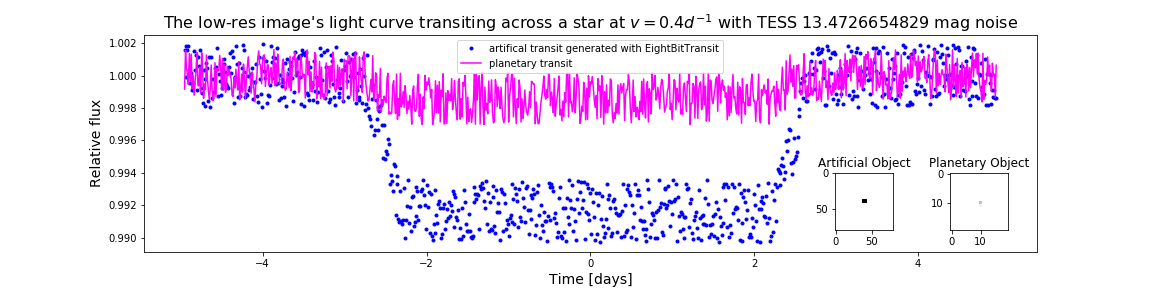 The low-res image's light curve transiting across a star at v = 0.4d⁻¹ with TESS 13.4726654829 mag noise
artifical transit generated with EightBitTransit
planetary transit
Relative flux
1.002
1.000
0.998
0.996
0.994
0.992
0.990
Artificial Object
0
50
0 50
Planetary Object
0
10
0 10
−4 −2 0 2 4
Time [days]